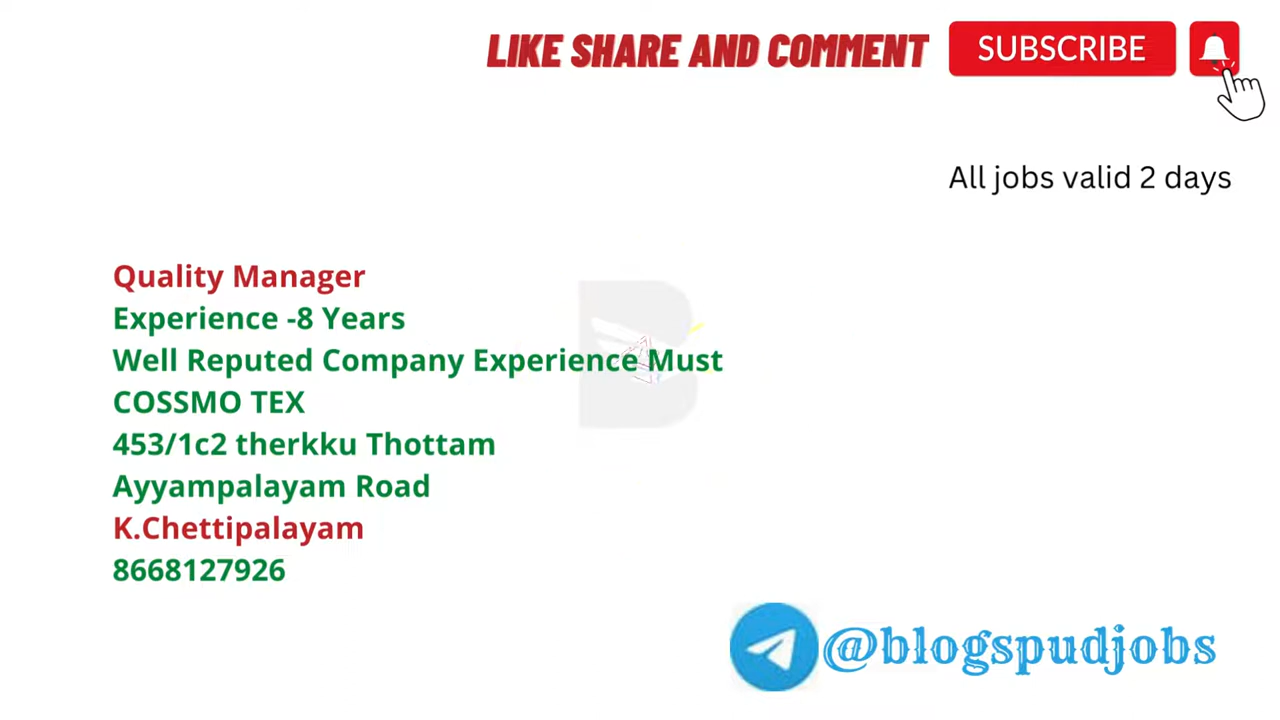 LIKE SHARE AND COMMENT
SUBSCRIBE
All jobs valid 2 days
Quality Manager
Experience -8 Years
Well Reputed Company Experience Must
COSSMO TEX
453/1c2 therkku Thottam
Ayyampalayam Road
K.Chettipalayam
8668127926
@blogspudjobs